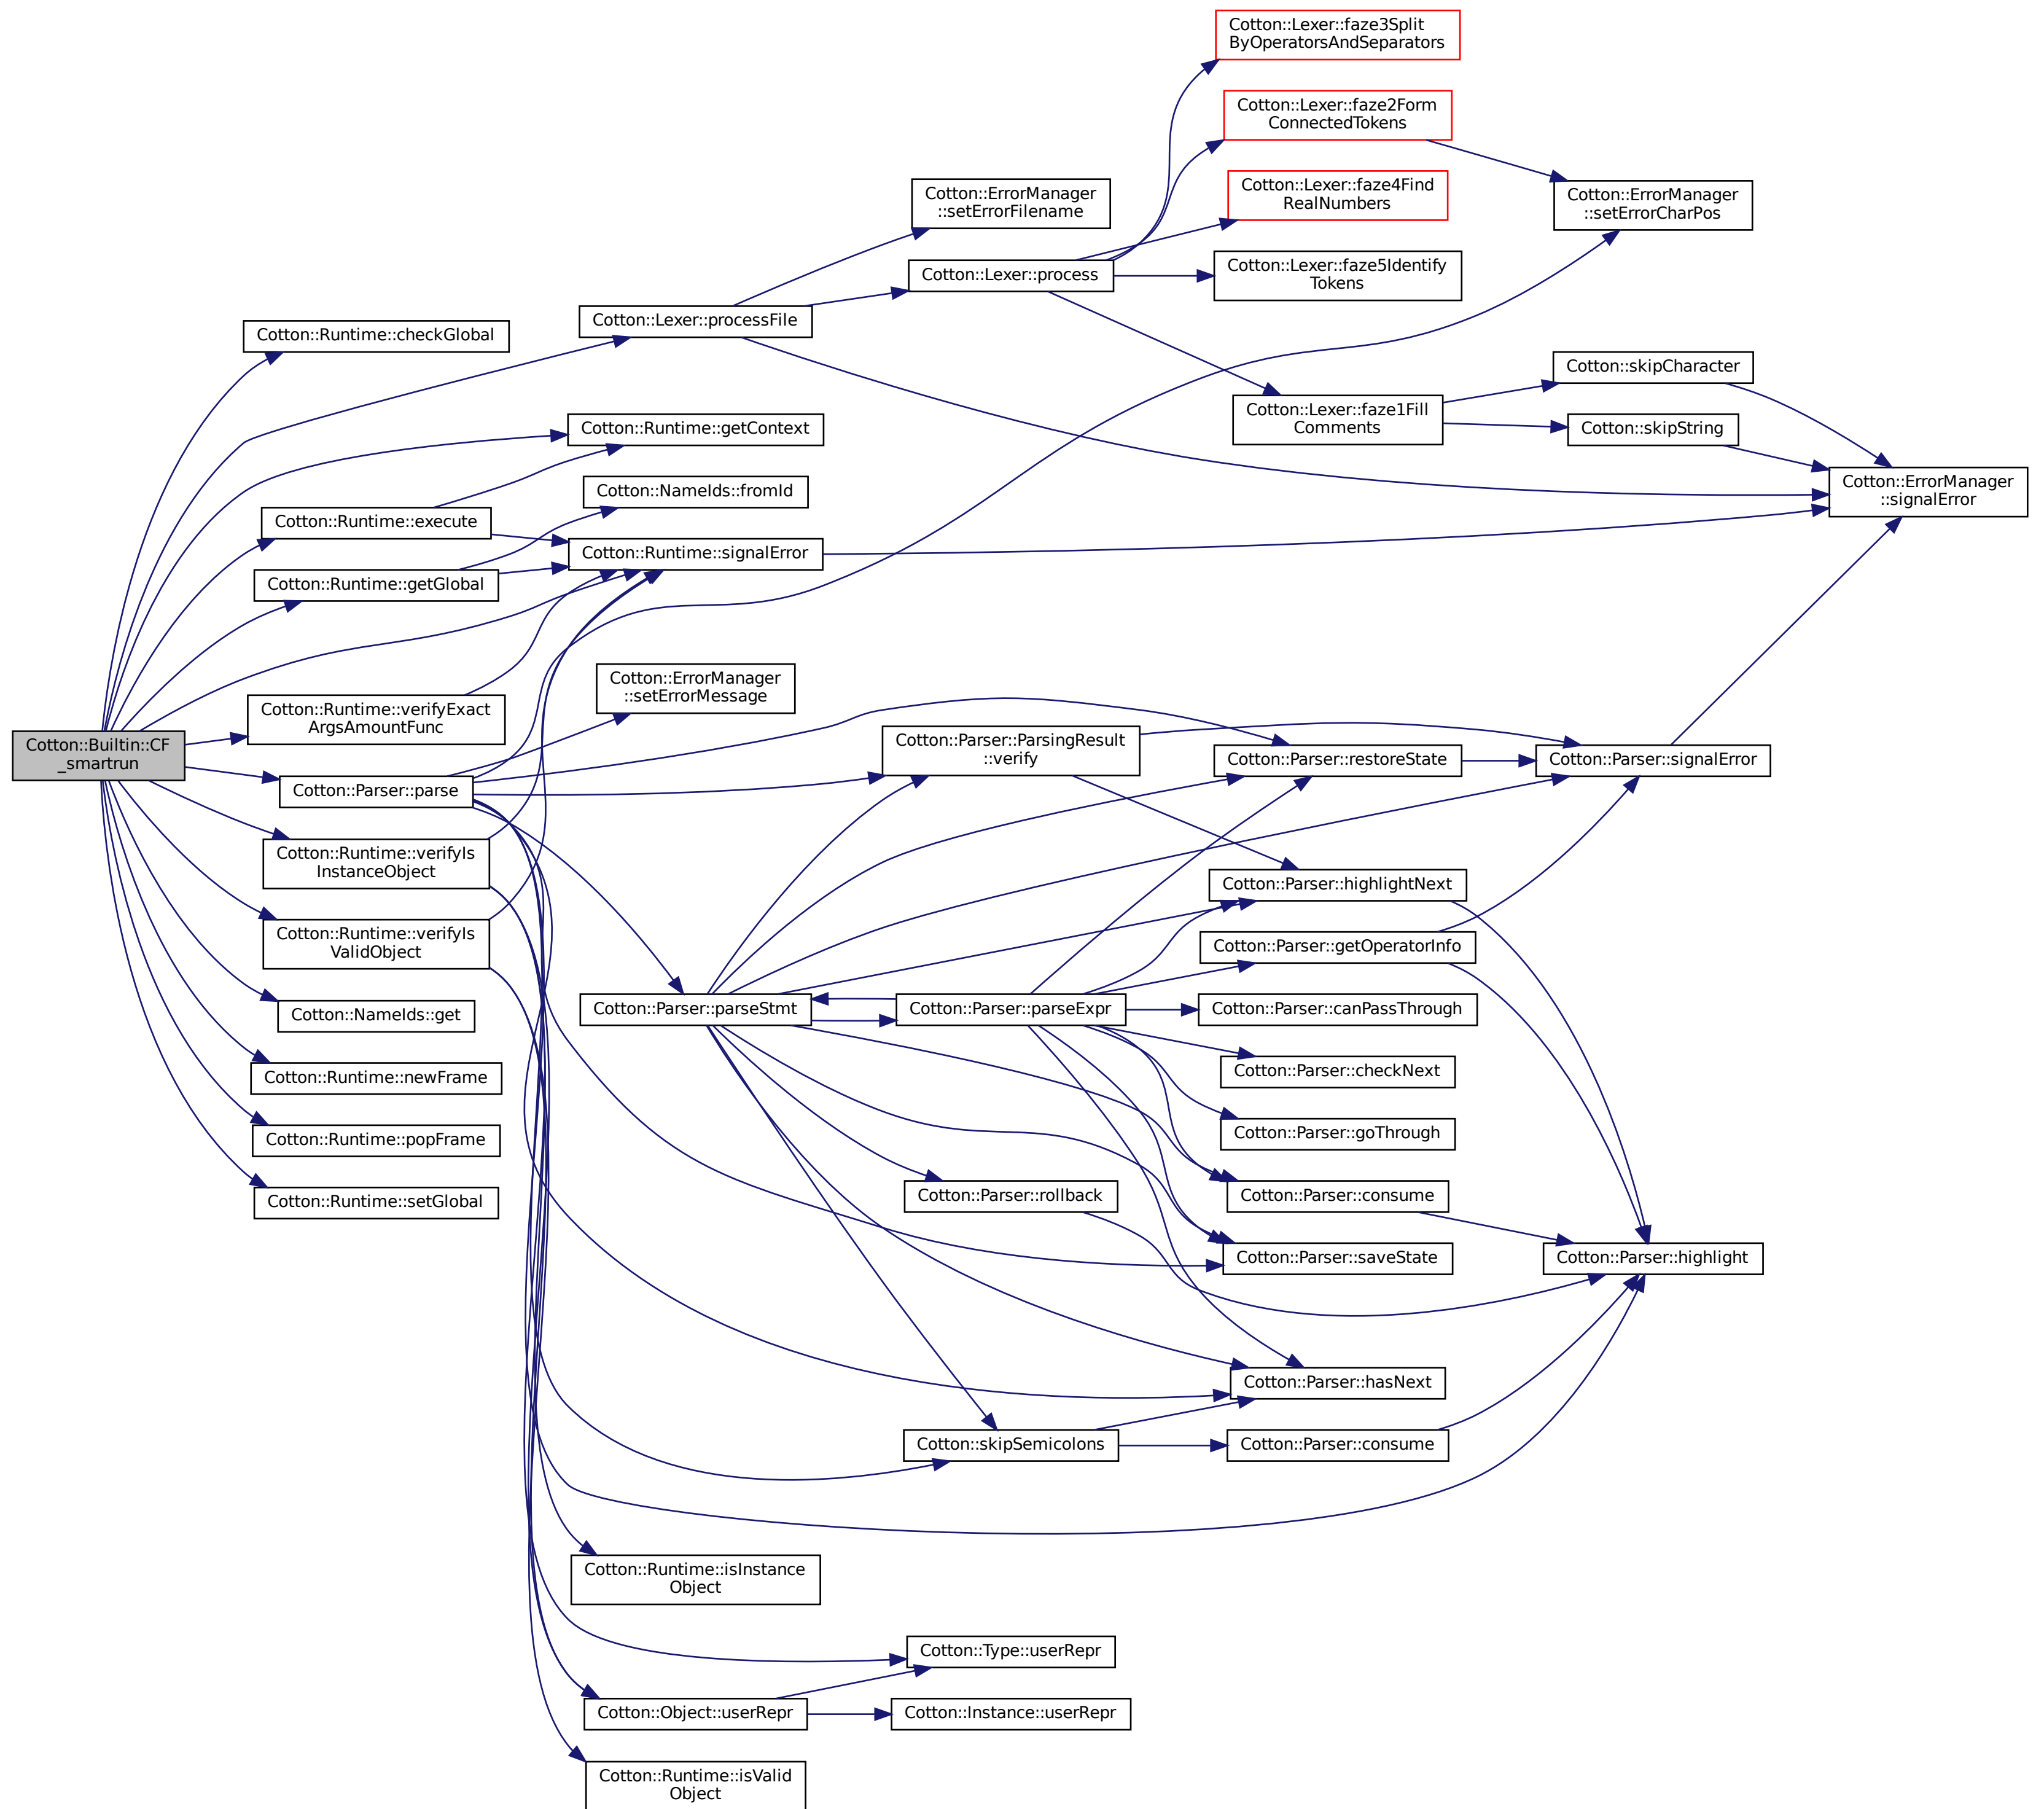 Cotton::Lexer::faze3Split
ByOperatorsAndSeparators
Cotton::Lexer::faze2Form
ConnectedTokens
Cotton::ErrorManager
::setErrorFilename
Cotton::Lexer::faze4Find
RealNumbers
Cotton::ErrorManager
::setErrorCharPos
Cotton::Lexer::process
Cotton::Lexer::faze5Identify
Tokens
Cotton::Lexer::processFile
Cotton::Runtime::checkGlobal
Cotton::skipCharacter
Cotton::Lexer::faze1Fill
Comments
Cotton::Runtime::getContext
Cotton::skipString
Cotton::NameIds::fromId
Cotton::ErrorManager
::signalError
Cotton::Runtime::execute
Cotton::Runtime::signalError
Cotton::Runtime::getGlobal
Cotton::ErrorManager
::setErrorMessage
Cotton::Runtime::verifyExact
ArgsAmountFunc
Cotton::Builtin::CF
_smartrun
Cotton::Parser::ParsingResult
::verify
Cotton::Parser::restoreState
Cotton::Parser::signalError
Cotton::Parser::parse
Cotton::Runtime::verifyIs
InstanceObject
Cotton::Parser::highlightNext
Cotton::Runtime::verifyIs
ValidObject
Cotton::Parser::getOperatorInfo
Cotton::NameIds::get
Cotton::Parser::parseStmt
Cotton::Parser::parseExpr
Cotton::Parser::canPassThrough
Cotton::Runtime::newFrame
Cotton::Parser::checkNext
Cotton::Runtime::popFrame
Cotton::Parser::goThrough
Cotton::Runtime::setGlobal
Cotton::Parser::rollback
Cotton::Parser::consume
Cotton::Parser::saveState
Cotton::Parser::highlight
Cotton::Parser::hasNext
Cotton::skipSemicolons
Cotton::Parser::consume
Cotton::Runtime::isInstance
Object
Cotton::Type::userRepr
Cotton::Object::userRepr
Cotton::Instance::userRepr
Cotton::Runtime::isValid
Object